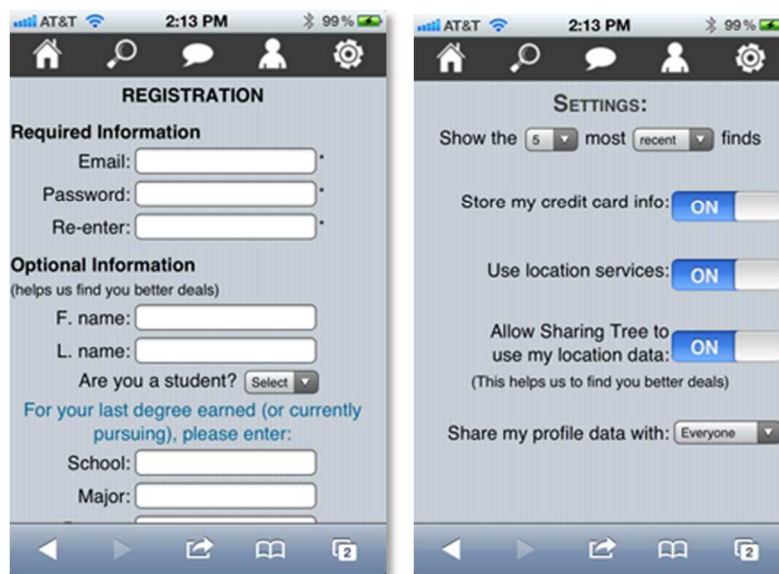 AT&T 2:13 PM 99 %
REGISTRATION
Required Information
Email: *
Password: *
Re-enter: *
Optional Information
(helps us find you better deals)
F. name:
L. name:
Are you a student? Select
For your last degree earned (or currently
pursuing), please enter:
School:
Major:
2
AT&T 2:13 PM 99 %
SETTINGS:
Show the 5 most recent finds
Store my credit card info: ON
Use location services: ON
Allow Sharing Tree to
use my location data: ON
(This helps us to find you better deals)
Share my profile data with: Everyone
2